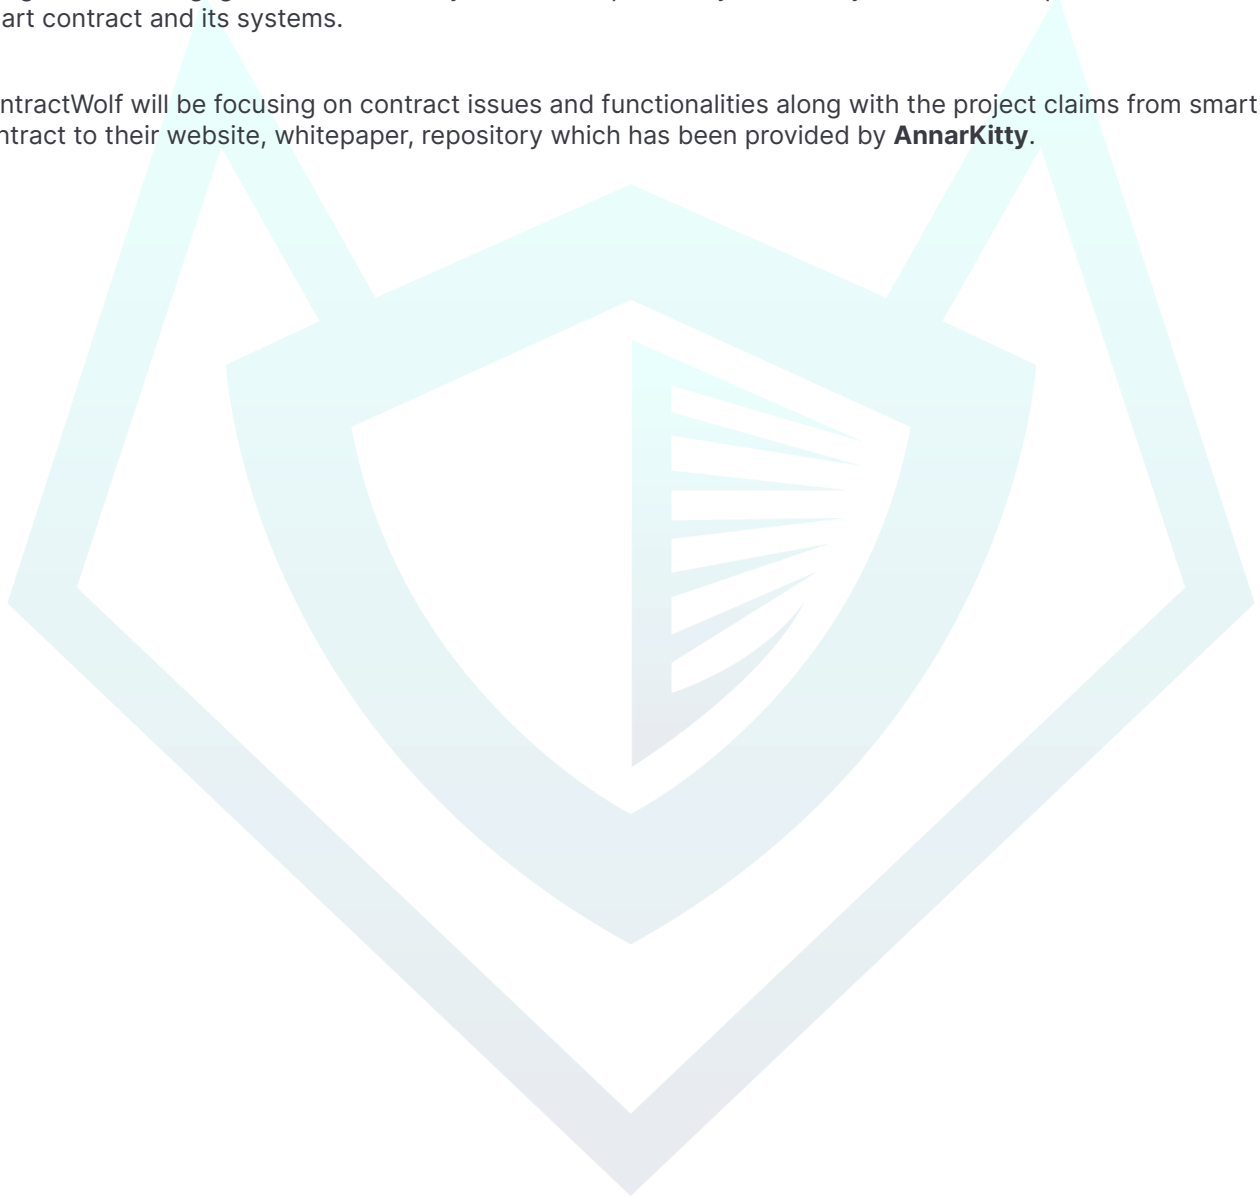 art contract and its systems.
ntractWolf will be focusing on contract issues and functionalities along with the project claims from smart
ntract to their website, whitepaper, repository which has been provided by AnnarKitty.